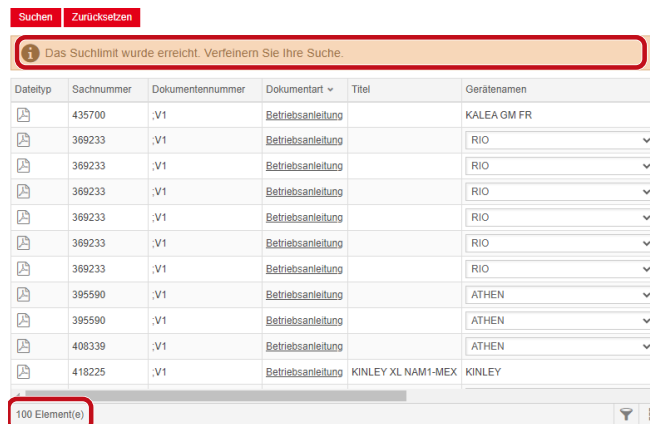 Suchen Zurücksetzen
Das Suchlimit wurde erreicht. Verfeinern Sie Ihre Suche.
Dateityp Sachnummer Dokumentennummer Dokumentart Titel Gerätenamen
435700 ;V1 Betriebsanleitung KALEA GM FR
369233 ;V1 Betriebsanleitung RIO
369233 ;V1 Betriebsanleitung RIO
369233 ;V1 Betriebsanleitung RIO
369233 ;V1 Betriebsanleitung RIO
369233 ;V1 Betriebsanleitung RIO
369233 ;V1 Betriebsanleitung RIO
395590 ;V1 Betriebsanleitung ATHEN
395590 ;V1 Betriebsanleitung ATHEN
408339 ;V1 Betriebsanleitung ATHEN
418225 ;V1 Betriebsanleitung KINLEY XL NAM1-MEX KINLEY
100 Element(e)